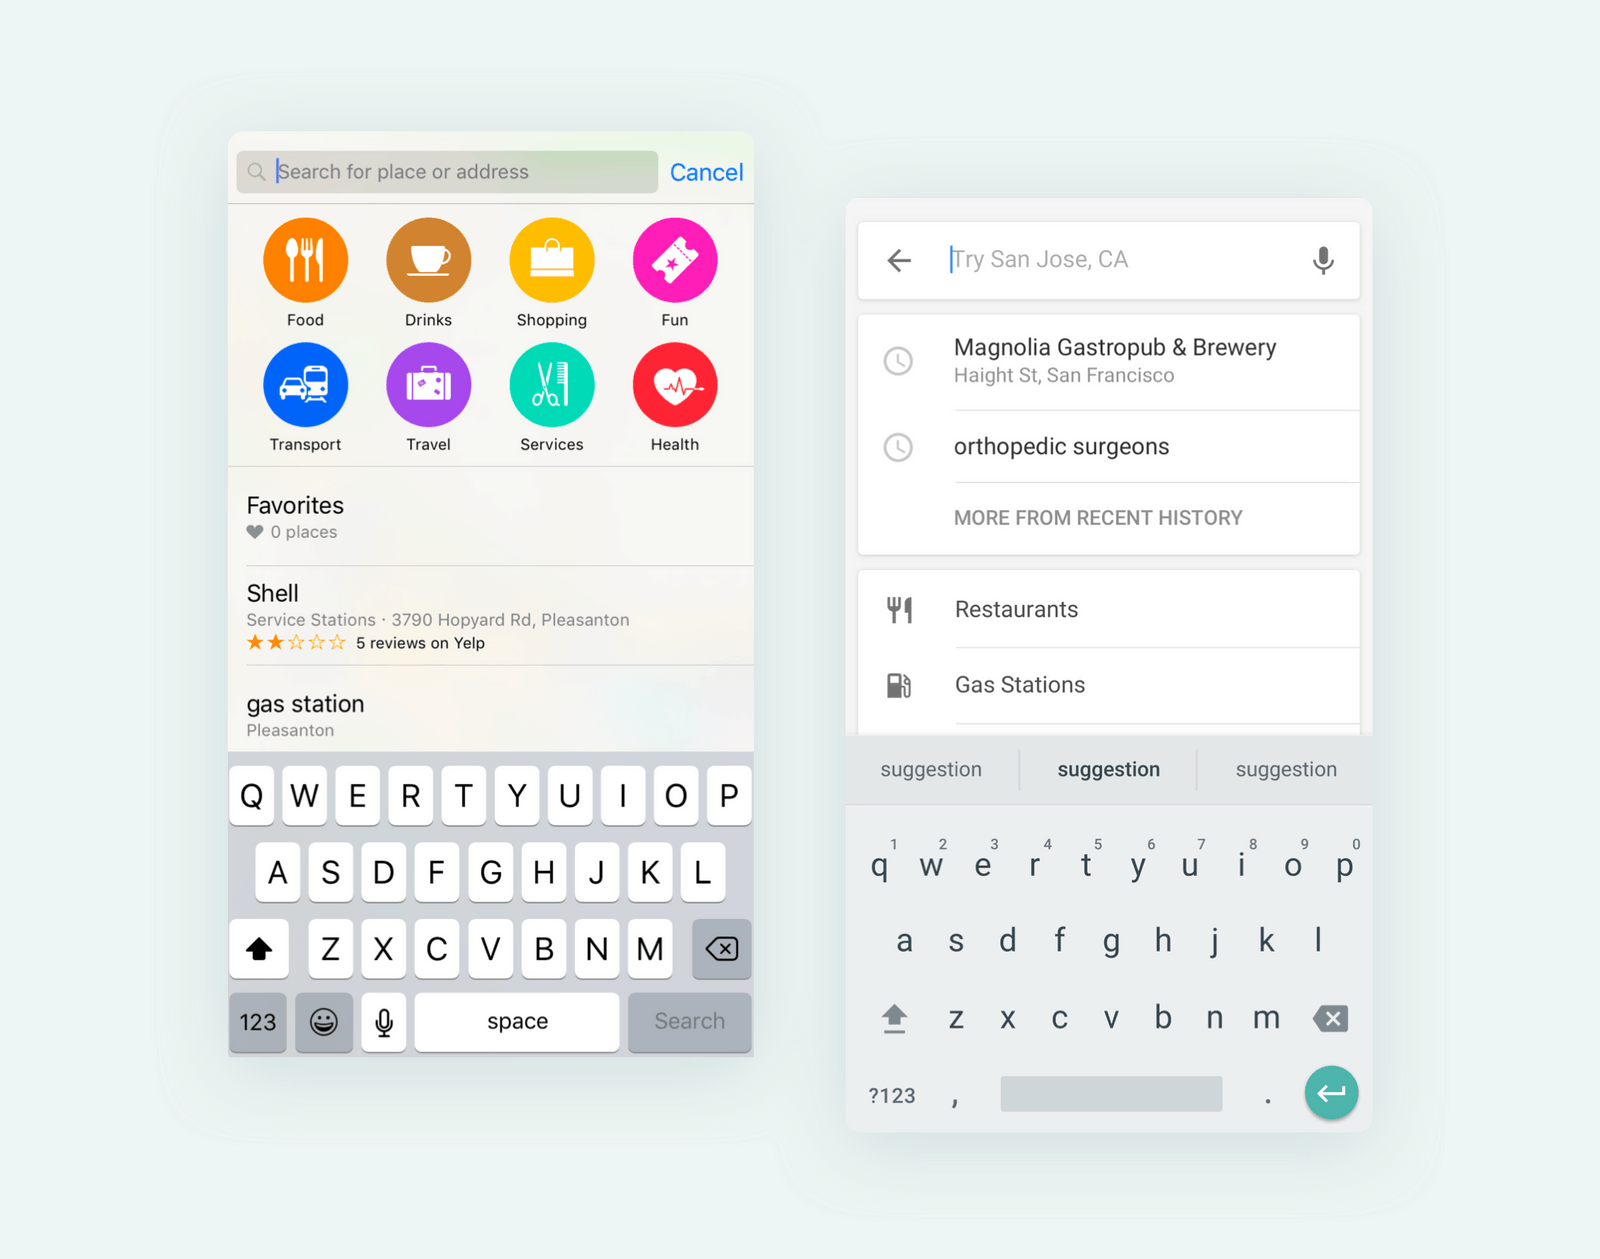 Search for place or address
Cancel
Food Drinks Shopping Fun
Transport Travel Services Health
Favorites
0 places
Shell
Service Stations · 3790 Hopyard Rd, Pleasanton
5 reviews on Yelp
gas station
Pleasanton
Q W E R T Y U I O P
A S D F G H J K L
Z X C V B N M
123 space Search
Try San Jose, CA
Magnolia Gastropub & Brewery
Haight St, San Francisco
orthopedic surgeons
MORE FROM RECENT HISTORY
Restaurants
Gas Stations
suggestion suggestion suggestion
1 2 3 4 5 6 7 8 9 0
q w e r t y u i o p
a s d f g h j k l
z x c v b n m
?123 , .